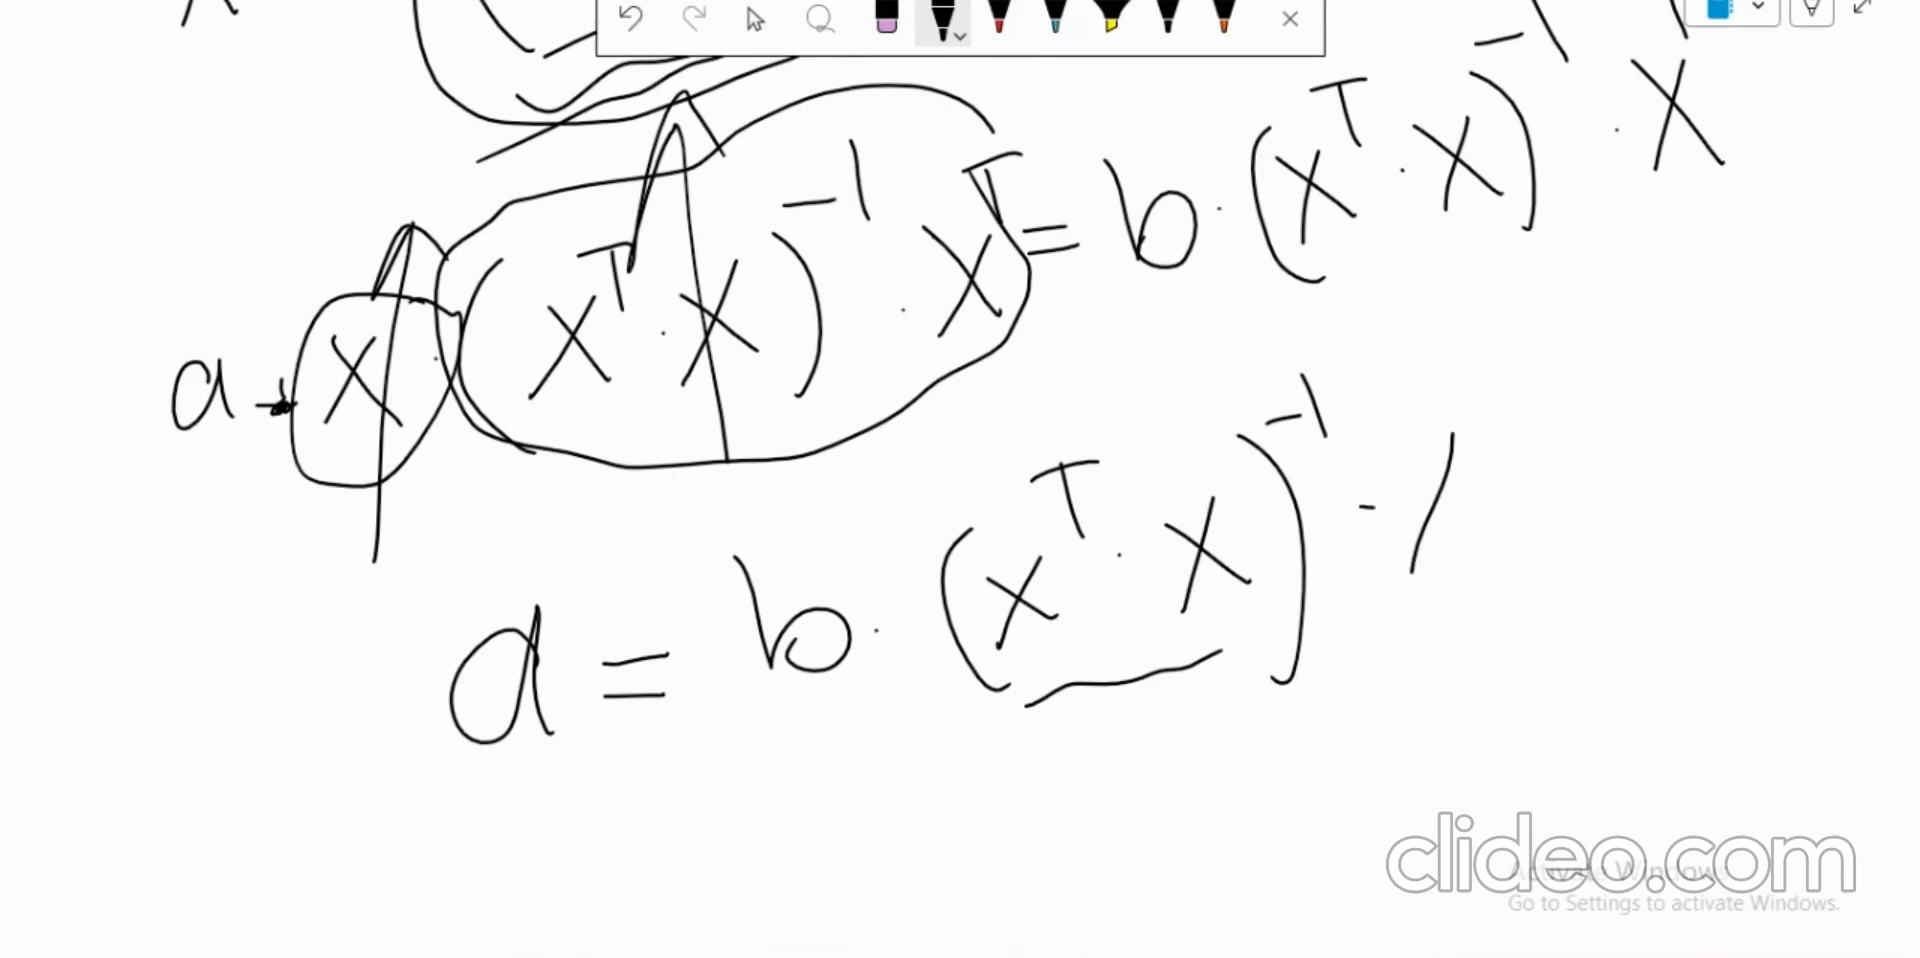 a · X · (X^T · X)^-1 · X^T = b · (X^T · X)^-1 · X
a = b · (X^T · X)^-1 ·
clideo.com
Activate Windows
Go to Settings to activate Windows.